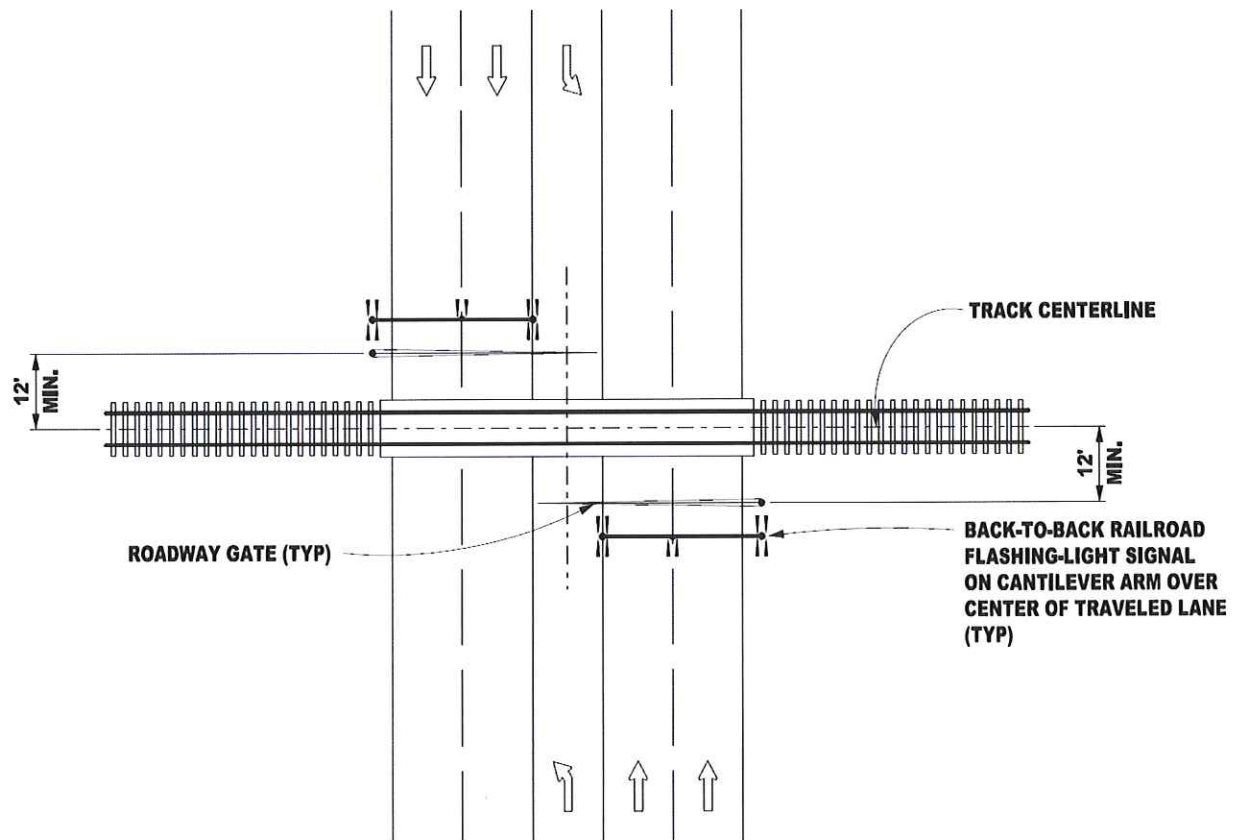 TRACK CENTERLINE
12'
MIN.
12'
MIN.
ROADWAY GATE (TYP)
BACK-TO-BACK RAILROAD
FLASHING-LIGHT SIGNAL
ON CANTILEVER ARM OVER
CENTER OF TRAVELED LANE
(TYP)